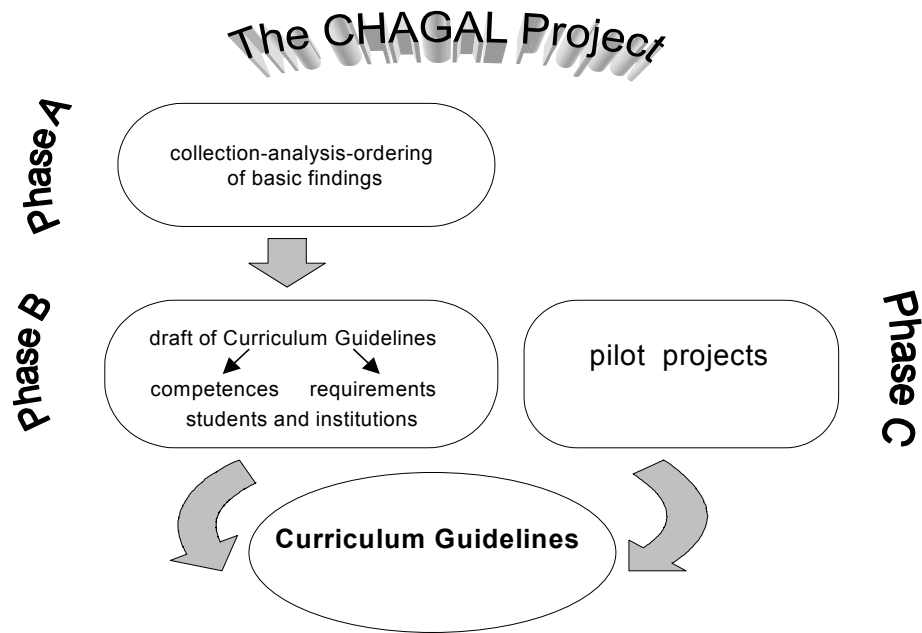 The CHAGAL Project
Phase A
collection-analysis-ordering
of basic findings
Phase B
draft of Curriculum Guidelines
competences requirements
students and institutions
pilot projects
Phase C
Curriculum Guidelines